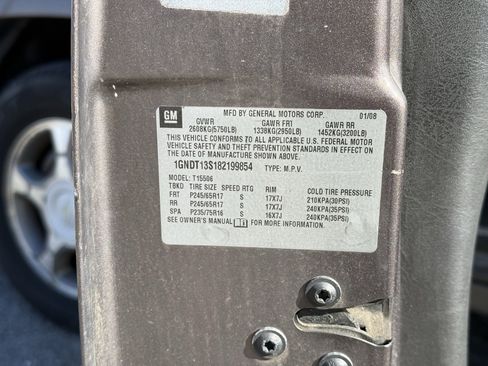 GM MFD BY GENERAL MOTORS CORP. 01/08
GVWR GAWR FRT GAWR RR
2608KG(5750LB) 1338KG(2950LB) 1452KG(3200LB)
THIS VEHICLE CONFORMS TO ALL APPLICABLE U.S. FEDERAL MOTOR
VEHICLE SAFETY AND THEFT PREVENTION STANDARDS IN EFFECT ON
THE DATE OF MANUFACTURE SHOWN ABOVE.
1GNDT13S182199854 TYPE: M.P.V.
MODEL: T15506
TBKD TIRE SIZE SPEED RTG RIM COLD TIRE PRESSURE
FRT P245/65R17 S 17X7J 210KPA(30PSI)
RR P245/65R17 S 17X7J 240KPA(35PSI)
SPA P235/75R16 S 16X7J 240KPA(35PSI)
SEE OWNER'S MANUAL FOR MORE INFORMATION